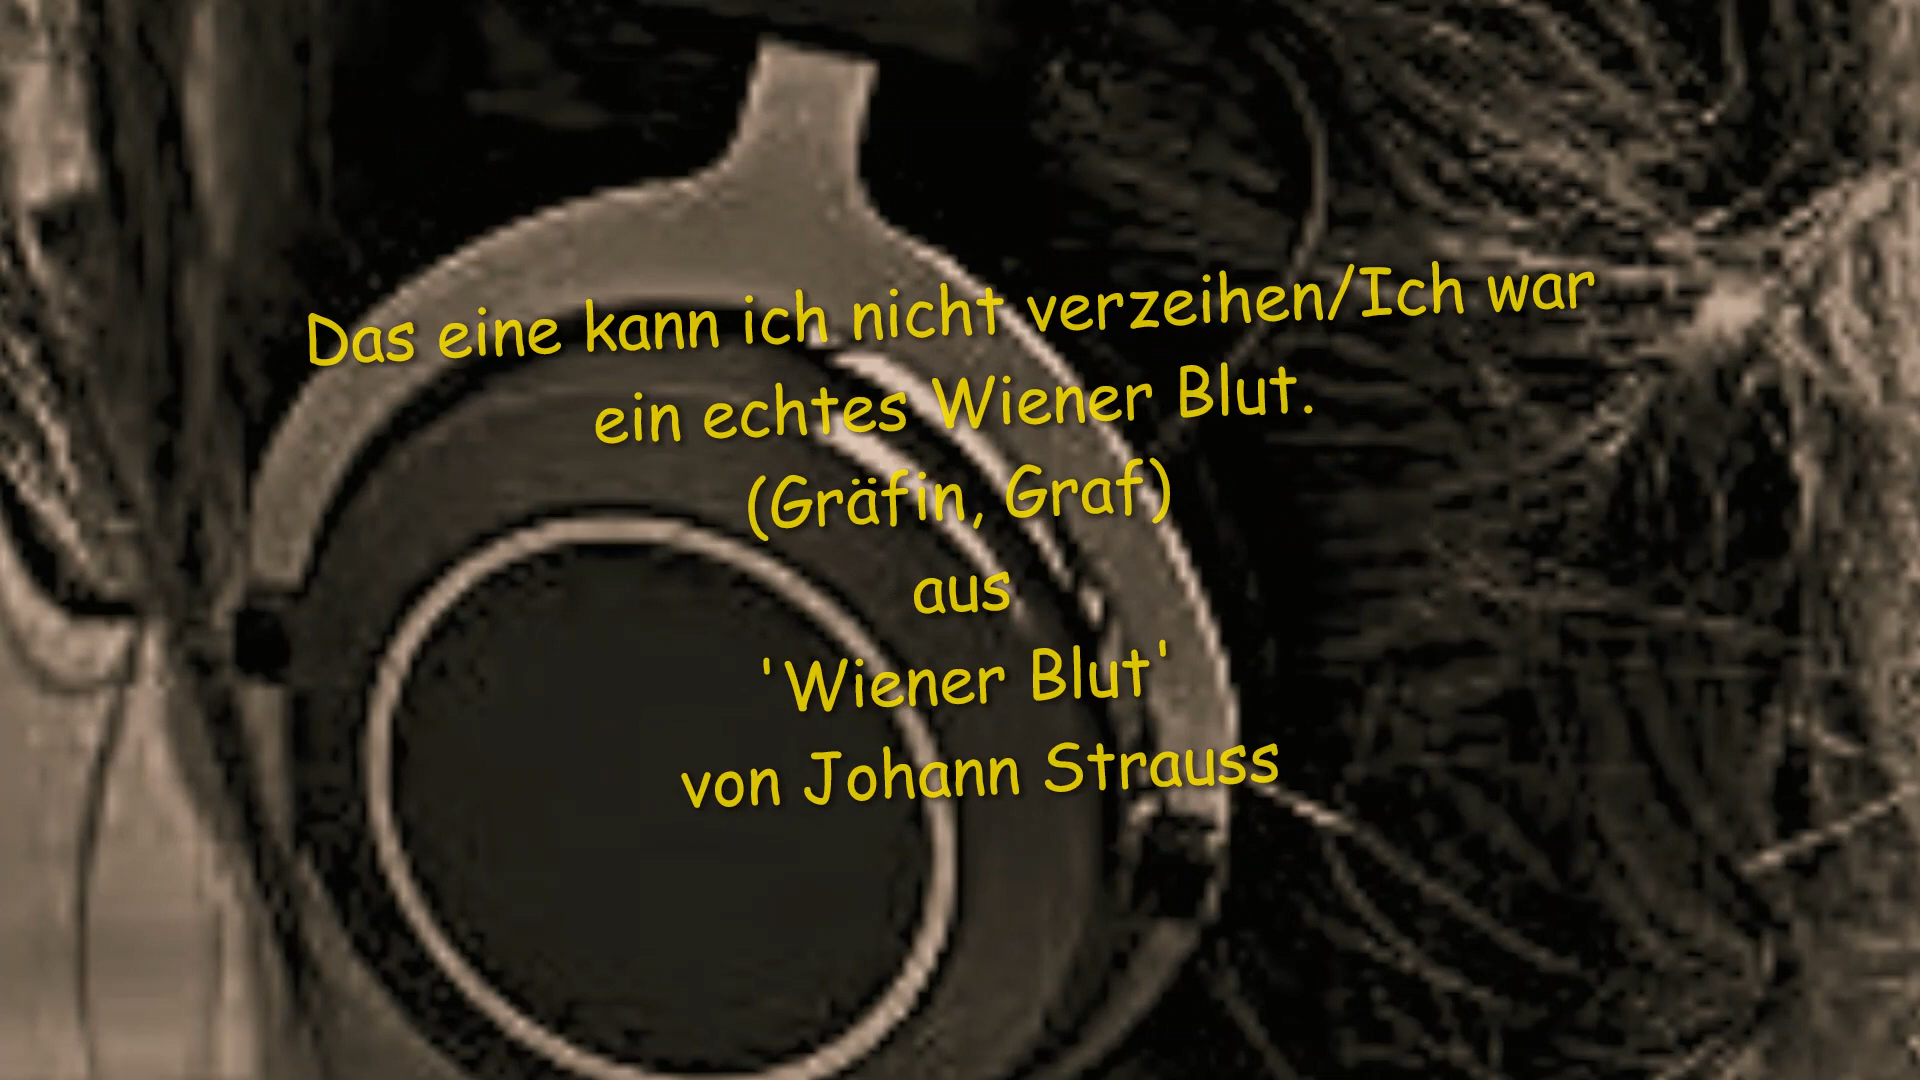 Das eine kann ich nicht verzeihen/Ich war
ein echtes Wiener Blut.
(Gräfin, Graf)
aus
'Wiener Blut'
von Johann Strauss